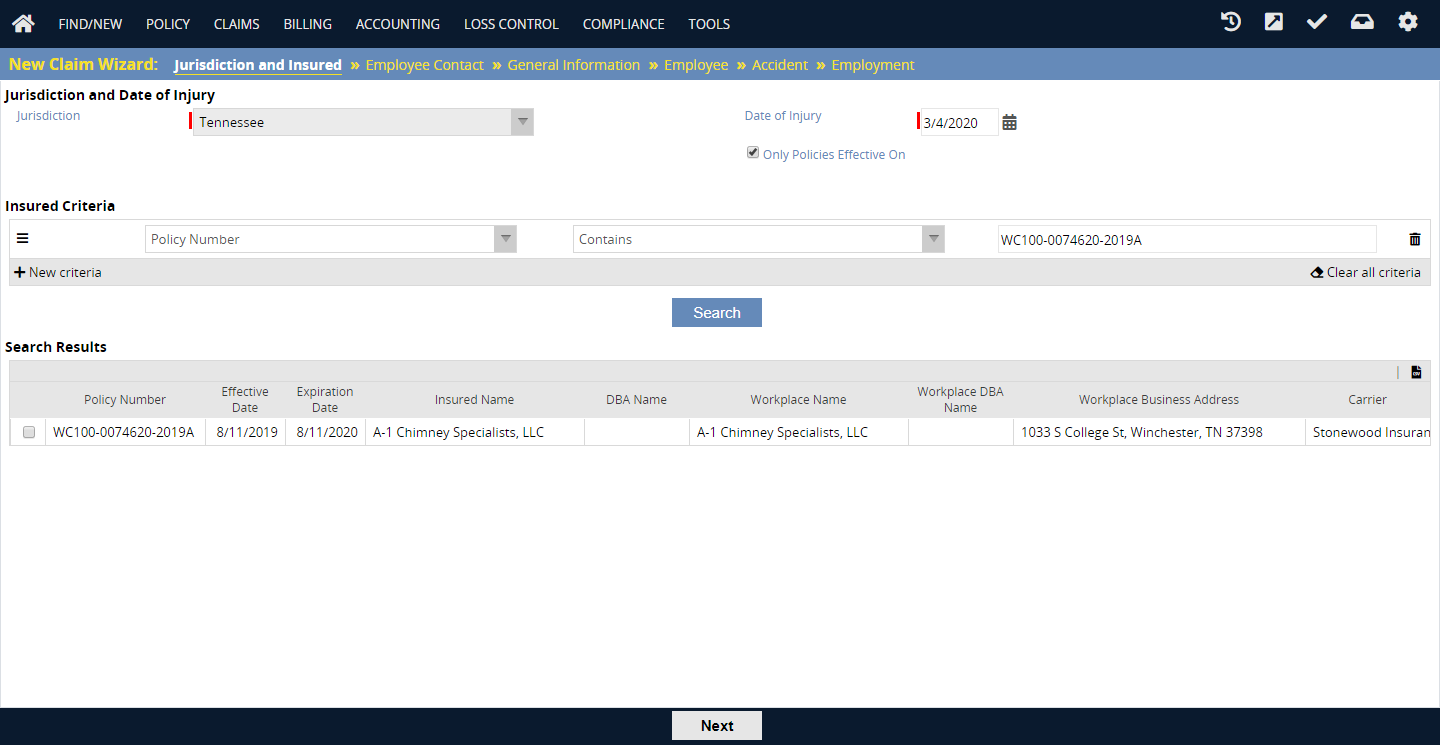 FIND/NEW POLICY CLAIMS BILLING ACCOUNTING LOSS CONTROL COMPLIANCE TOOLS
New Claim Wizard: Jurisdiction and Insured » Employee Contact » General Information » Employee » Accident » Employment
Jurisdiction and Date of Injury
Jurisdiction Tennessee Date of Injury 3/4/2020
Only Policies Effective On
Insured Criteria
Policy Number Contains WC100-0074620-2019A
New criteria Clear all criteria
Search
Search Results
CSV
Policy Number Effective Date Expiration Date Insured Name DBA Name Workplace Name Workplace DBA Name Workplace Business Address Carrier
WC100-0074620-2019A 8/11/2019 8/11/2020 A-1 Chimney Specialists, LLC A-1 Chimney Specialists, LLC 1033 S College St, Winchester, TN 37398 Stonewood Insuran
Next